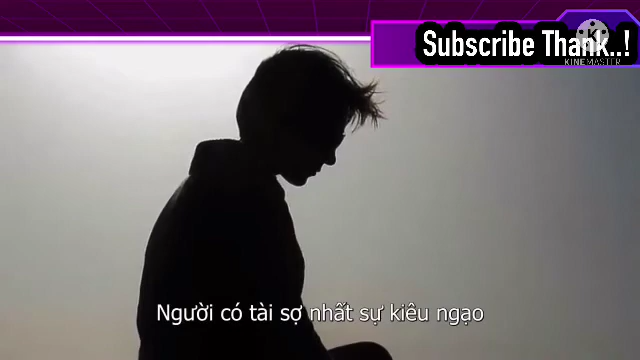 Subscribe Thank..!
KINEMASTER
Người có tài sợ nhất sự kiêu ngạo